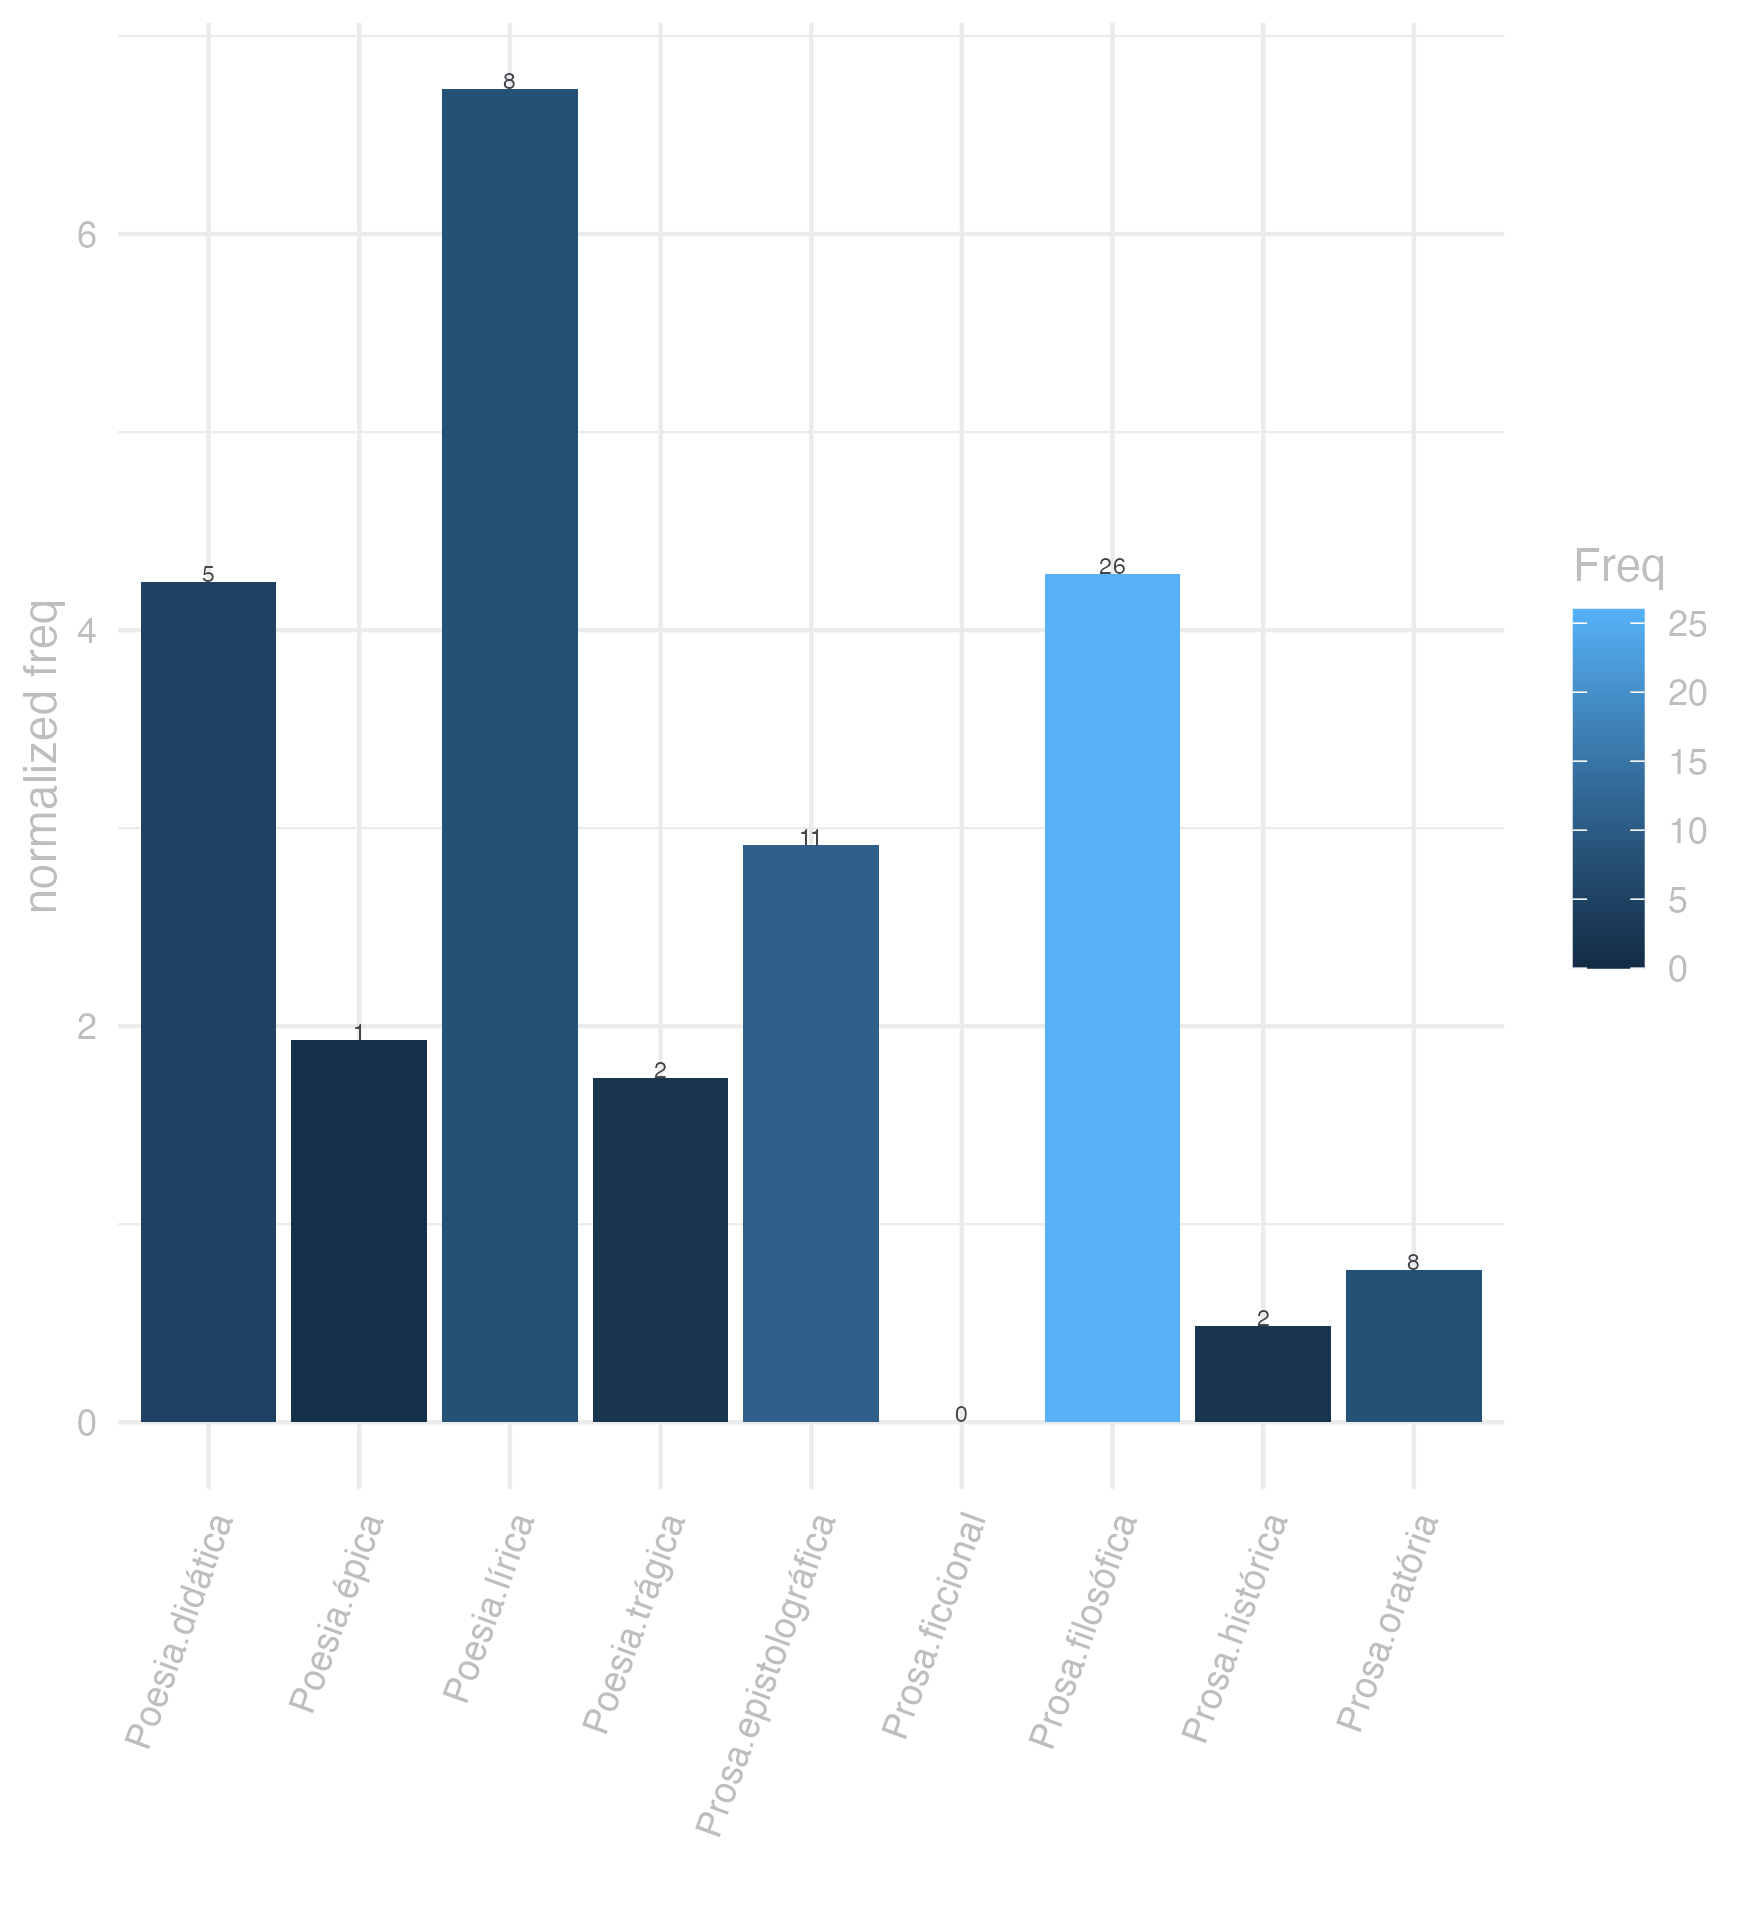 normalized freq
6
4
2
0
8
5
26
11
1
2
0
2
8
Poesia.didática
Poesia.épica
Poesia.lírica
Poesia.trágica
Prosa.epistolográfica
Prosa.ficcional
Prosa.filosófica
Prosa.histórica
Prosa.oratória
Freq
25
20
15
10
5
0